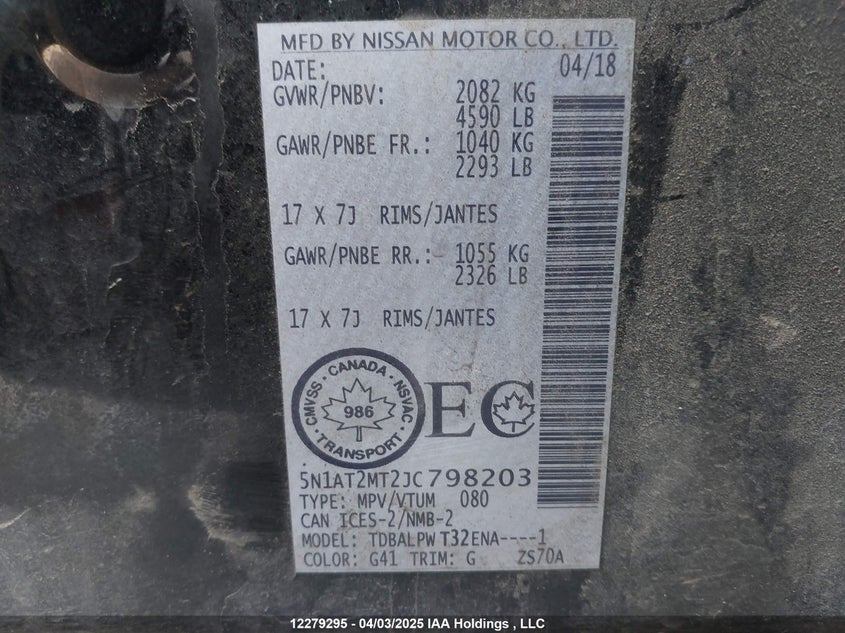 MFD BY NISSAN MOTOR CO., LTD.
DATE: 04/18
GVWR/PNBV: 2082 KG
4590 LB
GAWR/PNBE FR.: 1040 KG
2293 LB
17 X 7J RIMS/JANTES
GAWR/PNBE RR.: 1055 KG
2326 LB
17 X 7J RIMS/JANTES
CANADA
CMVSS · NSVAC
986
TRANSPORT
EC
5N1AT2MT2JC798203
TYPE: MPV/VTUM 080
CAN ICES-2/NMB-2
MODEL: TDBALPW T32ENA----1
COLOR: G41 TRIM: G ZS70A
12279295 - 04/03/2025 IAA Holdings , LLC